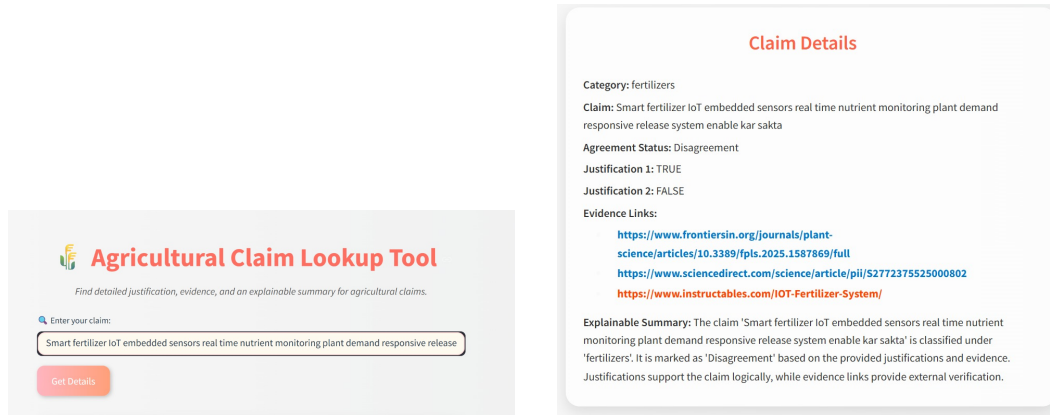 Agricultural Claim Lookup Tool
Find detailed justification, evidence, and an explainable summary for agricultural claims.
Enter your claim:
Smart fertilizer IoT embedded sensors real time nutrient monitoring plant demand responsive release
Get Details
Claim Details
Category: fertilizers
Claim: Smart fertilizer IoT embedded sensors real time nutrient monitoring plant demand
responsive release system enable kar sakta
Agreement Status: Disagreement
Justification 1: TRUE
Justification 2: FALSE
Evidence Links:
https://www.frontiersin.org/journals/plant-
science/articles/10.3389/fpls.2025.1587869/full
https://www.sciencedirect.com/science/article/pii/S2772375525000802
https://www.instructables.com/IOT-Fertilizer-System/
Explainable Summary: The claim 'Smart fertilizer IoT embedded sensors real time nutrient
monitoring plant demand responsive release system enable kar sakta' is classified under
'fertilizers'. It is marked as 'Disagreement' based on the provided justifications and evidence.
Justifications support the claim logically, while evidence links provide external verification.